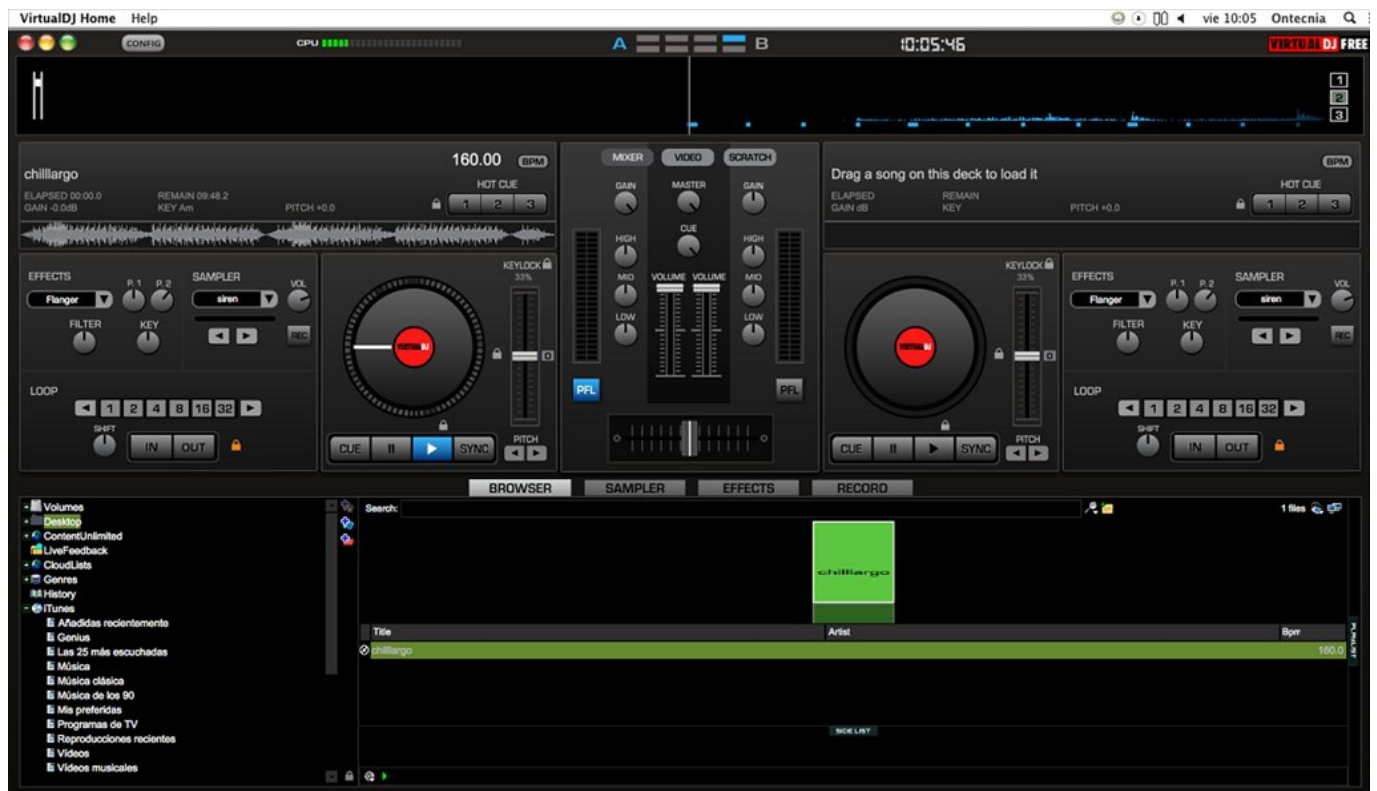 VirtualDJ Home Help vie 10:05 Ontecnia
CONFIG CPU A B 10:05:46 VIRTUAL DJ FREE
1
2
3
chilllargo 160.00 BPM
ELAPSED 00:00.0 REMAIN 09:48.2 HOT CUE
GAIN -0.0dB KEY Am PITCH +0.0 1 2 3
MIXER VIDEO SCRATCH
GAIN MASTER GAIN
CUE
HIGH HIGH
MID VOLUME VOLUME MID
LOW LOW
PFL PFL
Drag a song on this deck to load it BPM
ELAPSED REMAIN HOT CUE
GAIN dB KEY PITCH +0.0 1 2 3
EFFECTS P.1 P.2 SAMPLER VOL
Flanger siren
FILTER KEY REC
LOOP
1 2 4 8 16 32
SHIFT
IN OUT
KEYLOCK
33%
VIRTUAL DJ
0
CUE SYNC PITCH
KEYLOCK
33%
VIRTUAL DJ
0
CUE SYNC PITCH
EFFECTS P.1 P.2 SAMPLER VOL
Flanger siren
FILTER KEY REC
LOOP
1 2 4 8 16 32
SHIFT
IN OUT
BROWSER SAMPLER EFFECTS RECORD
Volumes
Desktop
ContentUnlimited
LiveFeedback
CloudLists
Genres
History
iTunes
Añadidas recientemente
Genius
Las 25 más escuchadas
Música
Música clásica
Música de los 90
Mis preferidas
Programas de TV
Reproducciones recientes
Vídeos
Vídeos musicales
Search: 1 files
chilllargo
Title Artist Bpm
chilllargo 160.0
PLAYLIST
SIDE LIST